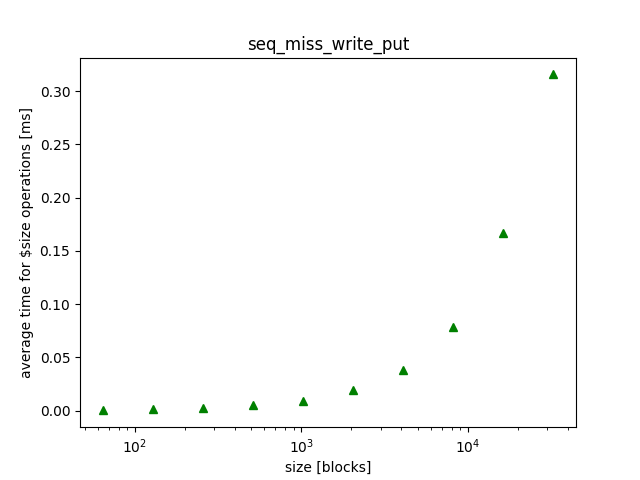 seq_miss_write_put
average time for $size operations [ms]
0.30
0.25
0.20
0.15
0.10
0.05
0.00
10² 10³ 10⁴
size [blocks]